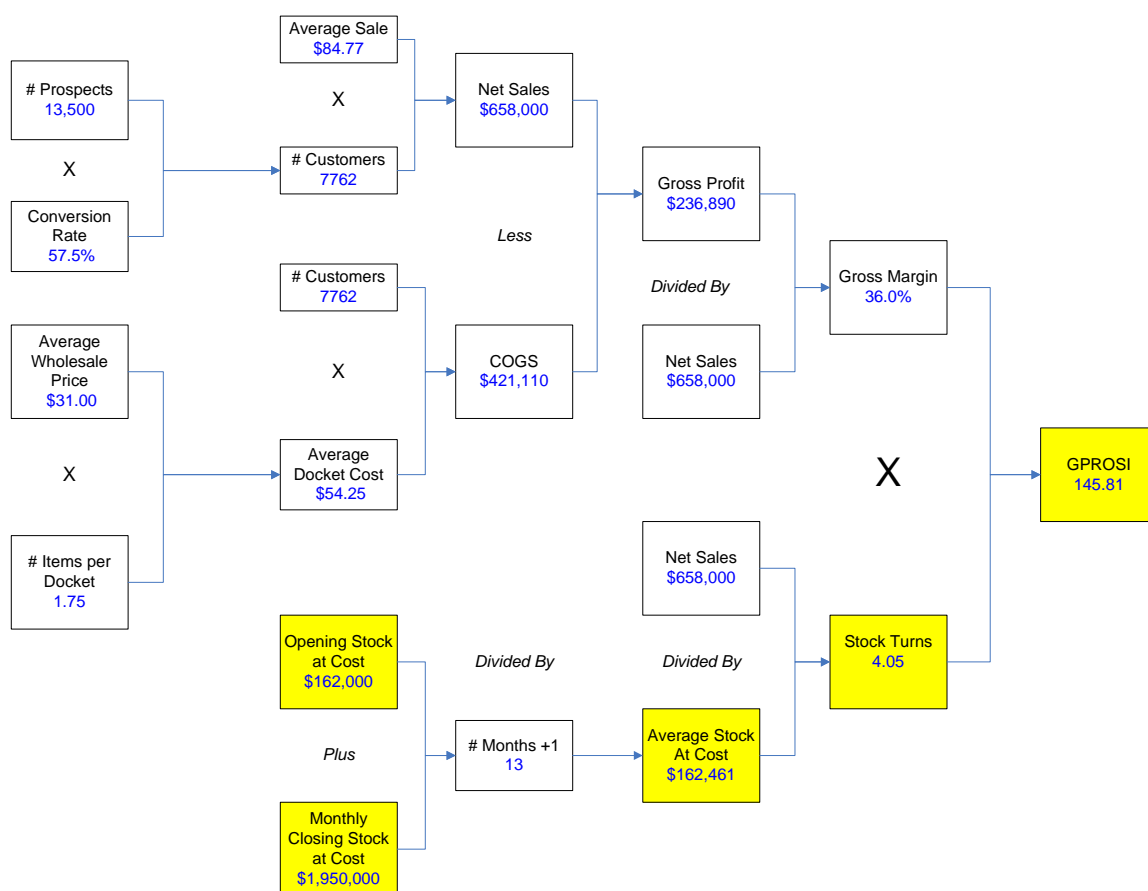 Average Sale
$84.77
# Prospects
13,500
X
Net Sales
$658,000
X
# Customers
7762
Gross Profit
$236,890
Conversion
Rate
57.5%
Less
# Customers
7762
Divided By
Gross Margin
36.0%
Average
Wholesale
Price
$31.00
X
COGS
$421,110
Net Sales
$658,000
X
Average
Docket Cost
$54.25
X
GPROSI
145.81
# Items per
Docket
1.75
Net Sales
$658,000
Opening Stock
at Cost
$162,000
Divided By
Divided By
Stock Turns
4.05
Plus
# Months +1
13
Average Stock
At Cost
$162,461
Monthly
Closing Stock
at Cost
$1,950,000